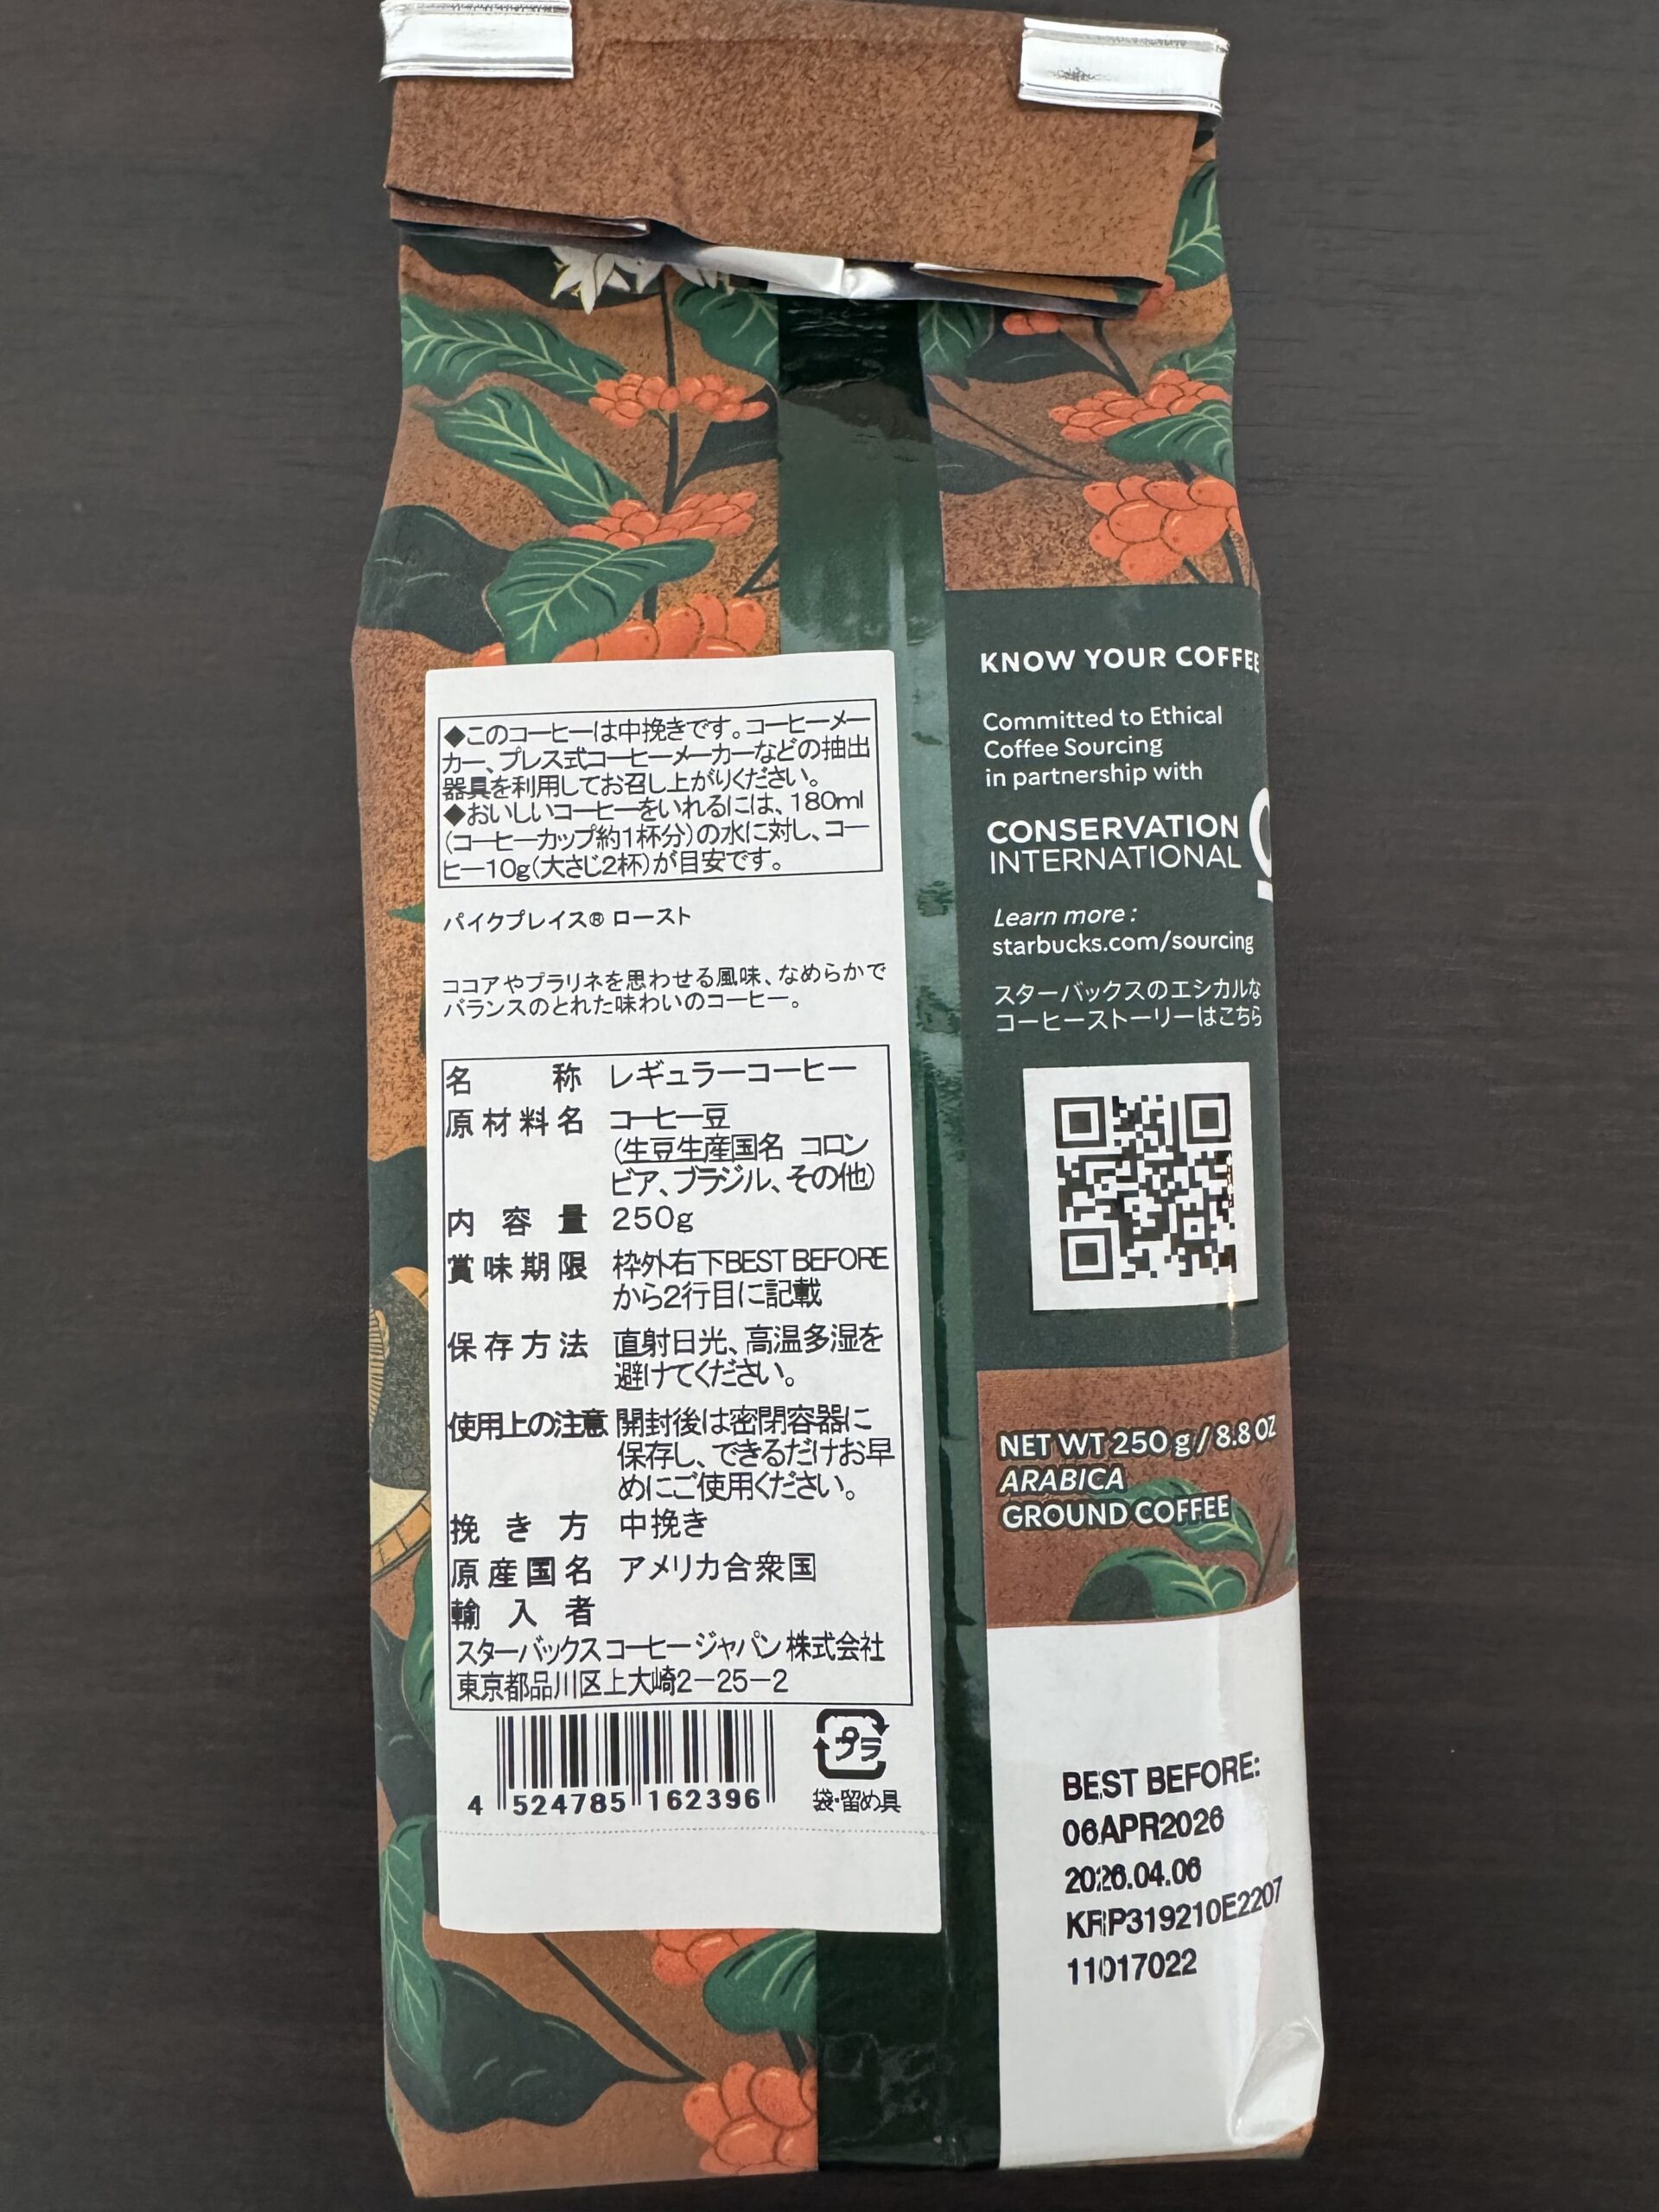 ◆このコーヒーは中挽きです。コーヒーメー
カー、プレス式コーヒーメーカーなどの抽出
器具を利用してお召し上がりください。
◆おいしいコーヒーをいれるには、180ml
(コーヒーカップ約1杯分)の水に対し、コー
ヒー10g(大さじ2杯)が目安です。
パイクプレイス® ロースト
ココアやプラリネを思わせる風味、なめらかで
バランスのとれた味わいのコーヒー。
名称 レギュラーコーヒー
原材料名 コーヒー豆
(生豆生産国名 コロン
ビア、ブラジル、その他)
内容量 250g
賞味期限 枠外右下BEST BEFORE
から2行目に記載
保存方法 直射日光、高温多湿を
避けてください。
使用上の注意 開封後は密閉容器に
保存し、できるだけお早
めにご使用ください。
挽き方 中挽き
原産国名 アメリカ合衆国
輸入者
スターバックス コーヒー ジャパン 株式会社
東京都品川区上大崎2-25-2
4 524785 162396
プラ
袋・留め具
KNOW YOUR COFFEE
Committed to Ethical
Coffee Sourcing
in partnership with
CONSERVATION
INTERNATIONAL
Learn more:
starbucks.com/sourcing
スターバックスのエシカルな
コーヒーストーリーはこちら
NET WT 250 g / 8.8 OZ
ARABICA
GROUND COFFEE
BEST BEFORE:
06APR2026
2026.04.06
KRP319210E2207
11017022